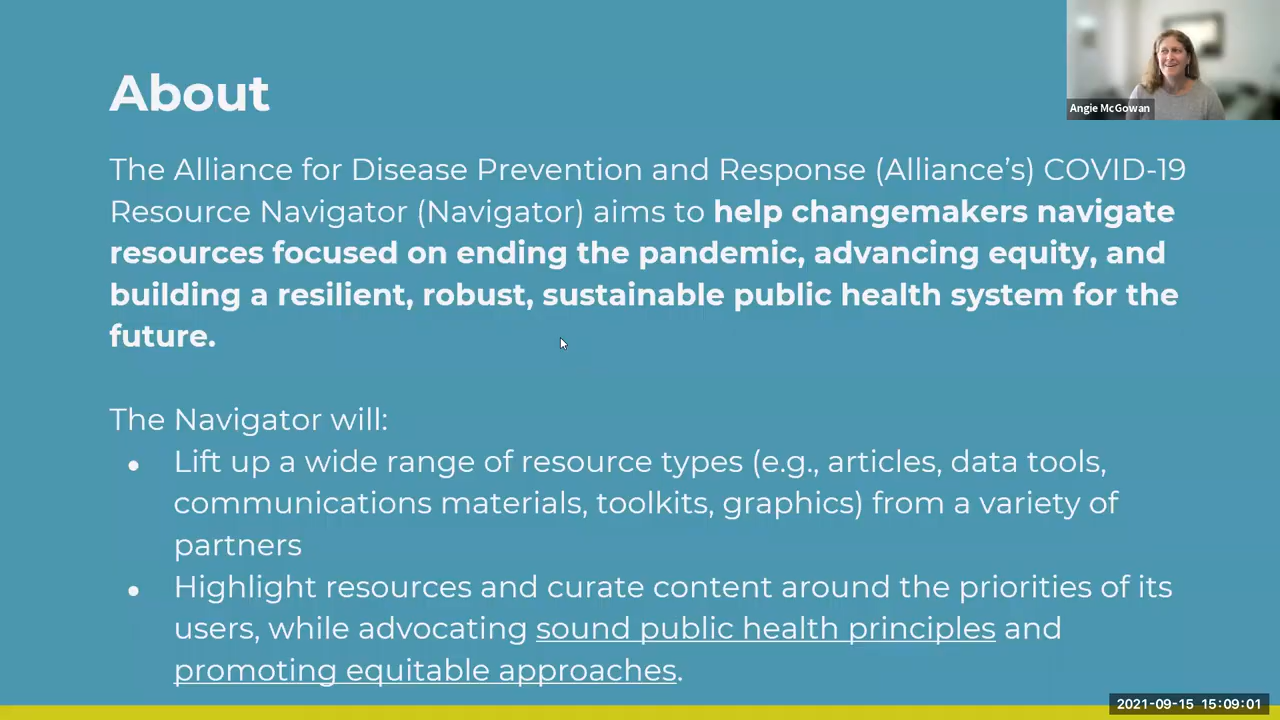 About
Angie McGowan
The Alliance for Disease Prevention and Response (Alliance’s) COVID-19
Resource Navigator (Navigator) aims to help changemakers navigate
resources focused on ending the pandemic, advancing equity, and
building a resilient, robust, sustainable public health system for the
future.
The Navigator will:
● Lift up a wide range of resource types (e.g., articles, data tools,
communications materials, toolkits, graphics) from a variety of
partners
● Highlight resources and curate content around the priorities of its
users, while advocating sound public health principles and
promoting equitable approaches.
2021-09-15 15:09:01